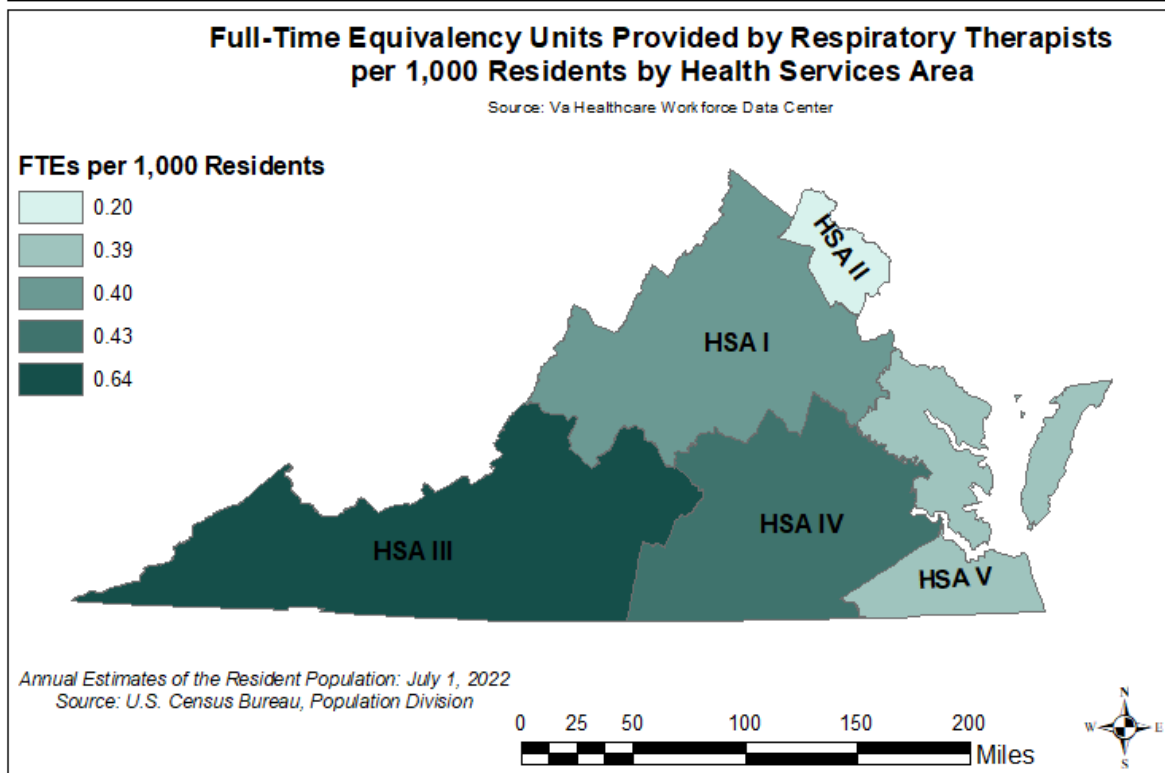 Full-Time Equivalency Units Provided by Respiratory Therapists
per 1,000 Residents by Health Services Area
Source: Va Healthcare Workforce Data Center
FTEs per 1,000 Residents
0.20
0.39
0.40
0.43
0.64
HSA II
HSA I
HSA III
HSA IV
HSA V
Annual Estimates of the Resident Population: July 1, 2022
Source: U.S. Census Bureau, Population Division
0 25 50 100 150 200
Miles
N
W E
S